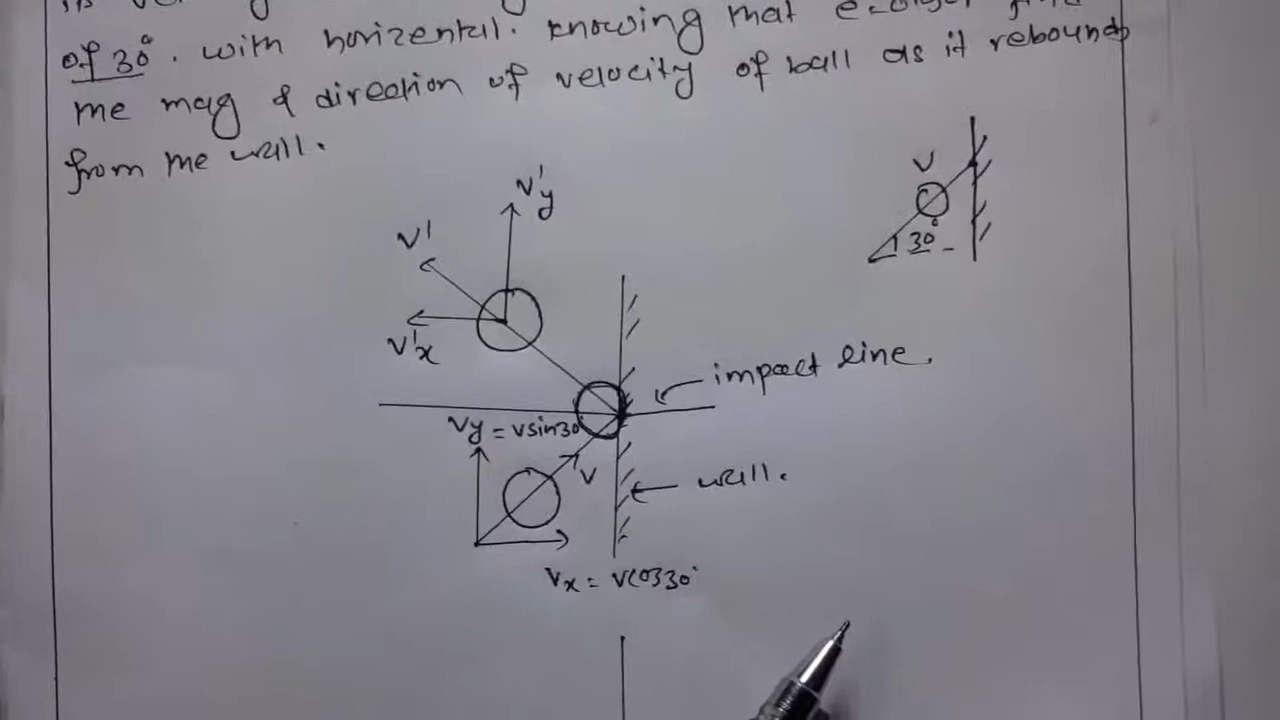 of 30°. with horizental. knowing that
the mag & direction of velocity of ball as it rebounds
from the wall.
V'y
V'
V'x
V
30°
impact line.
Vy = vsin30°
V
wall.
Vx = Vcos30°